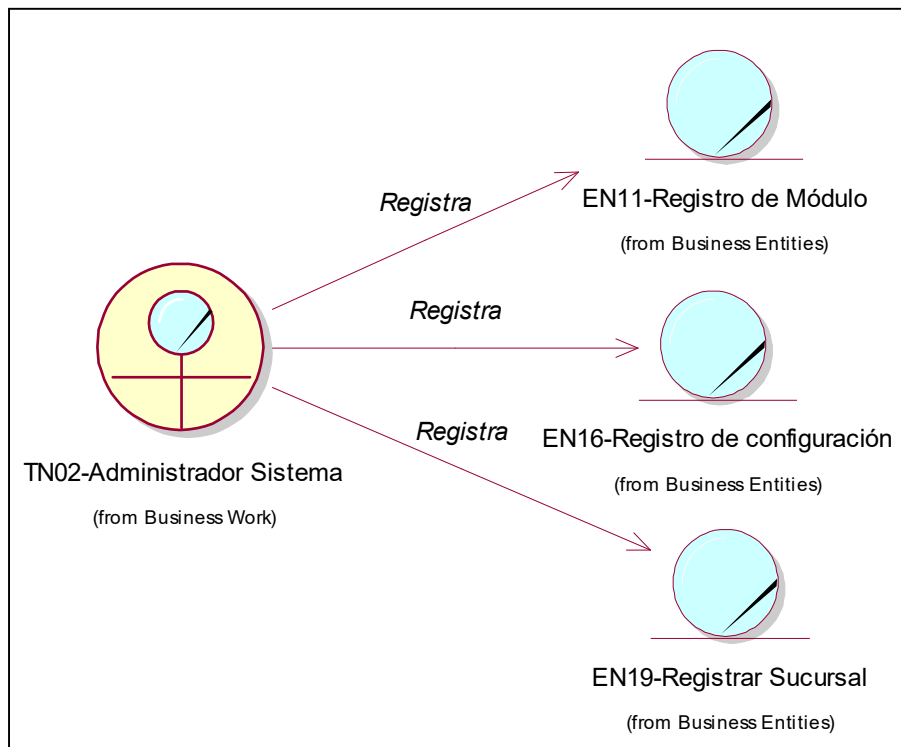 EN11-Registro de Módulo
(from Business Entities)
Registra
Registra
EN16-Registro de configuración
(from Business Entities)
TN02-Administrador Sistema
(from Business Work)
Registra
EN19-Registrar Sucursal
(from Business Entities)